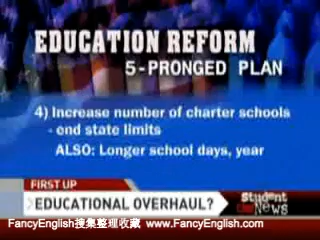 EDUCATION REFORM
5-PRONGED PLAN
4) Increase number of charter schools
- end state limits
ALSO: Longer school days, year
FIRST UP
EDUCATIONAL OVERHAUL?
Student
News
FancyEnglish搜集整理收藏 www.FancyEnglish.com